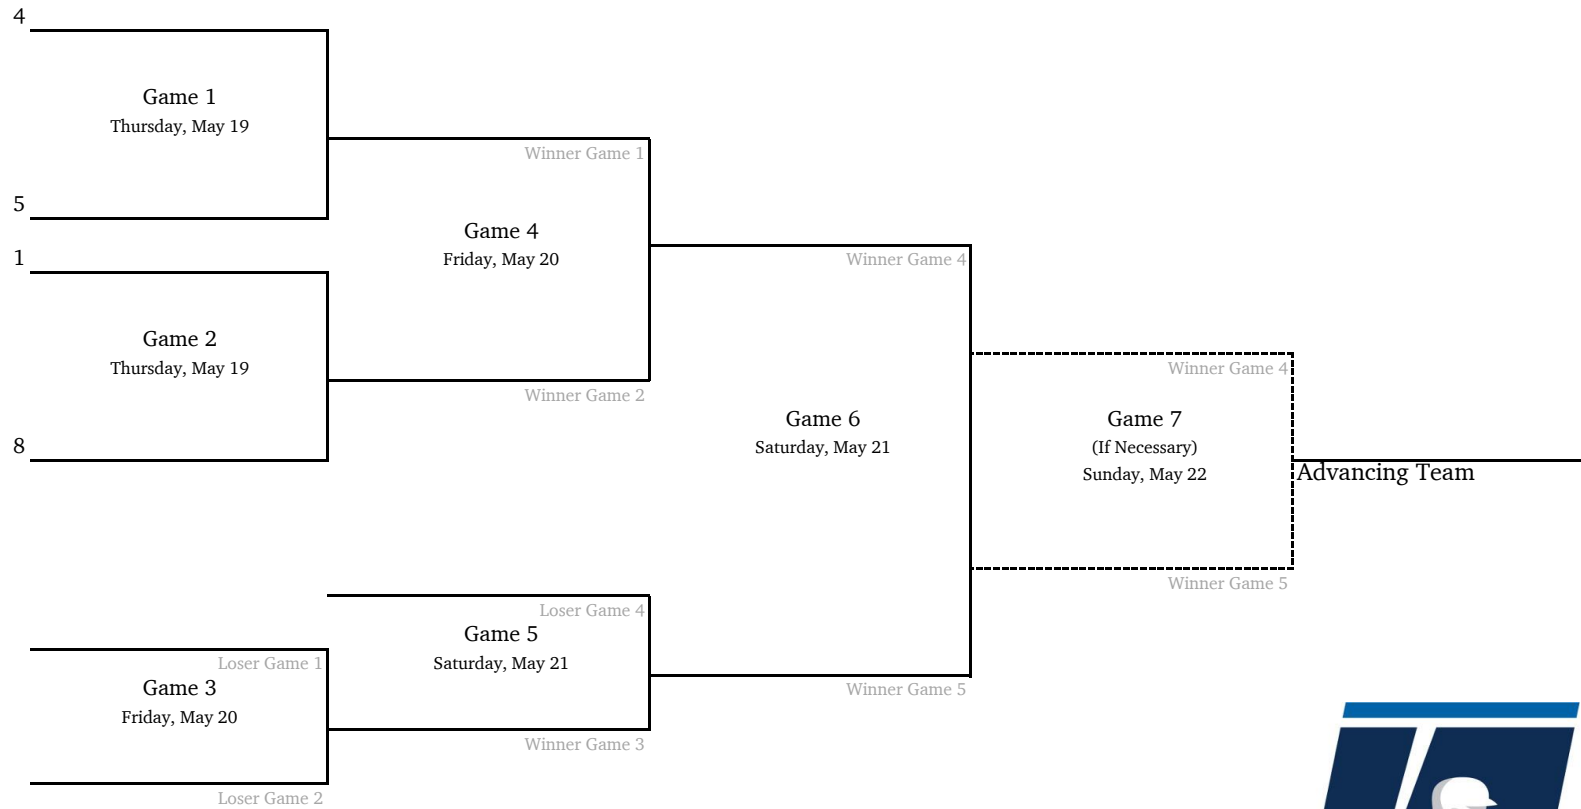 4
Game 1
Thursday, May 19
Winner Game 1
5
Game 4
Friday, May 20
1
Winner Game 4
Game 2
Thursday, May 19
Winner Game 2
8
Game 6
Saturday, May 21
Winner Game 4
Game 7
(If Necessary)
Sunday, May 22
Advancing Team
Winner Game 5
Loser Game 4
Game 5
Saturday, May 21
Loser Game 1
Game 3
Friday, May 20
Winner Game 5
Winner Game 3
Loser Game 2